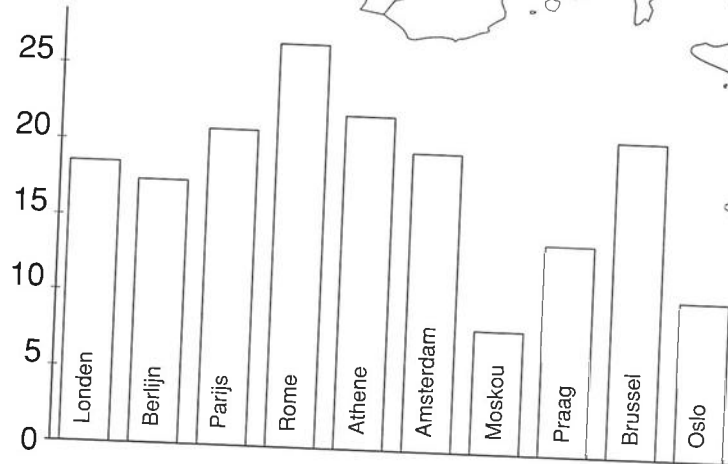 25
20
15
10
5
0
Londen
Berlijn
Parijs
Rome
Athene
Amsterdam
Moskou
Praag
Brussel
Oslo